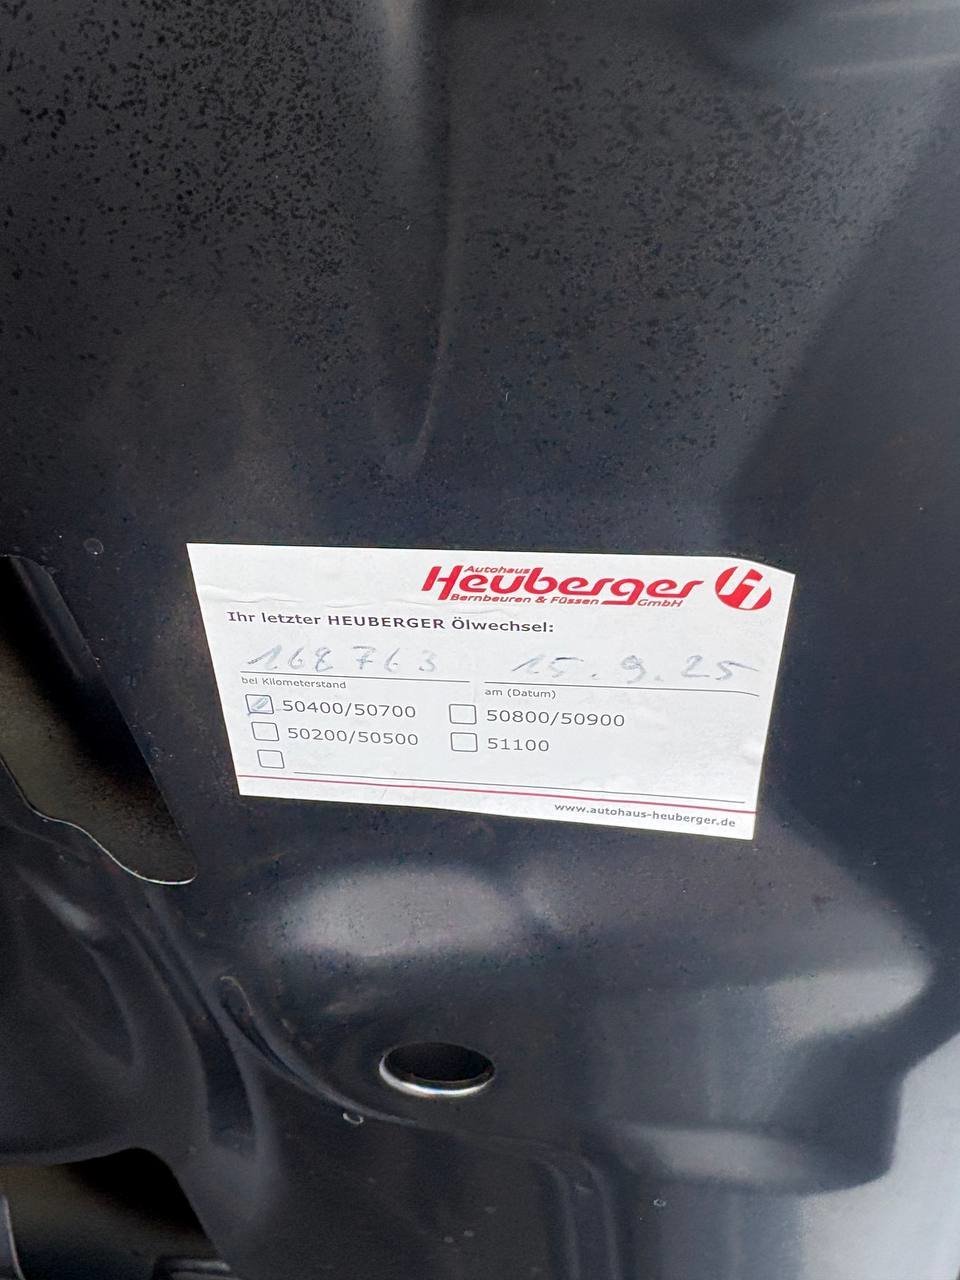 Autohaus
Heuberger
Bernbeuren & Füssen GmbH
Ihr letzter HEUBERGER Ölwechsel:
168763 15.9.25
bei Kilometerstand am (Datum)
50400/50700 50800/50900
50200/50500 51100
www.autohaus-heuberger.de